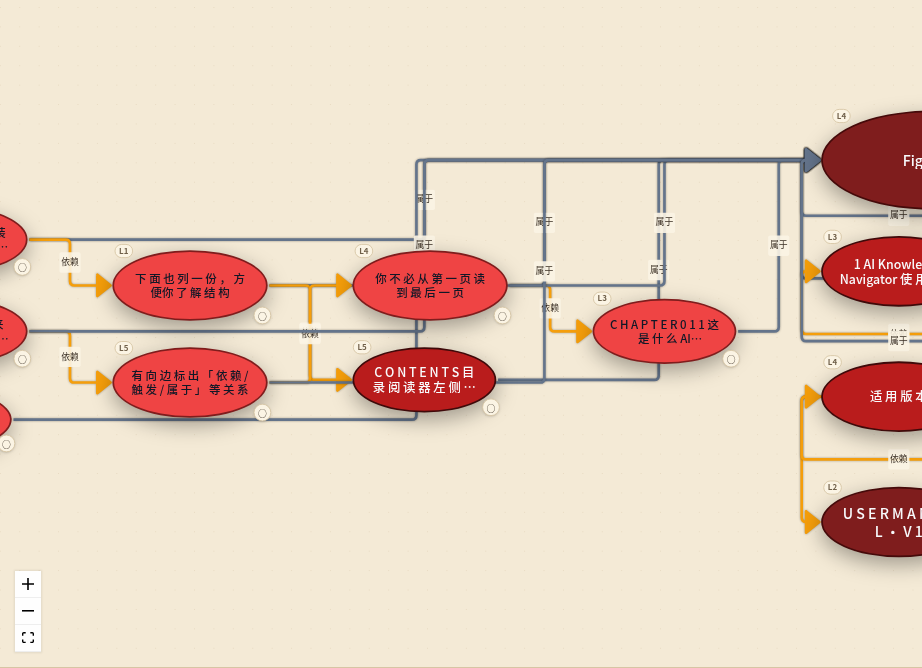 L4
Fig
属于
属于
属于
属于
属于
装
…
依赖
L1
下面也列一份，方
便你了解结构
L4
属于
你不必从第一页读
到最后一页
属于
属于
L3
1 AI Knowle
Navigator 使用
依赖
L3
CHAPTER011这
是什么 AI…
来
…
依赖
依赖
属于
L5
有向边标出「依赖/
触发/属于」等关系
L5
CONTENTS目
录阅读器左侧…
L4
适用版本
依赖
L2
USERMA
L · V1